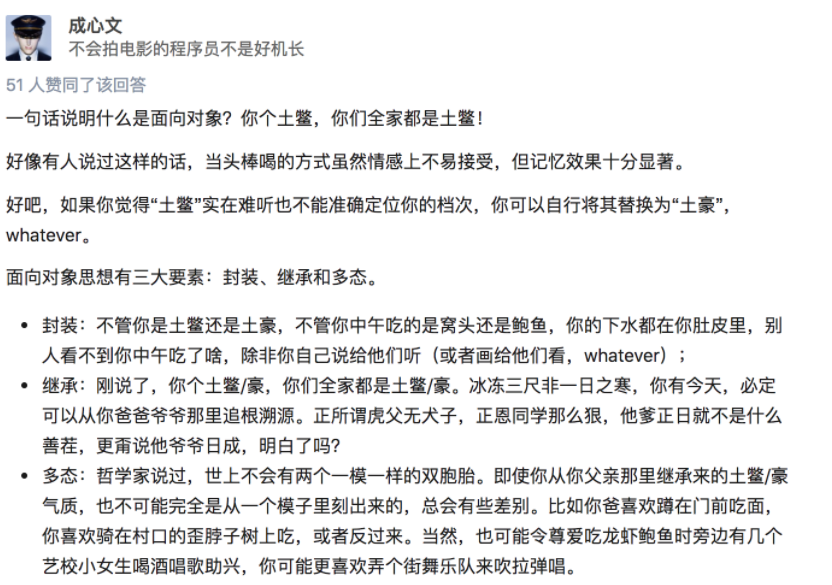 成心文
不会拍电影的程序员不是好机长
51 人赞同了该回答
一句话说明什么是面向对象？你个土鳖，你们全家都是土鳖！
好像有人说过这样的话，当头棒喝的方式虽然情感上不易接受，但记忆效果十分显著。
好吧，如果你觉得“土鳖”实在难听也不能准确定位你的档次，你可以自行将其替换为“土豪”，
whatever。
面向对象思想有三大要素：封装、继承和多态。
• 封装：不管你是土鳖还是土豪，不管你中午吃的是窝头还是鲍鱼，你的下水都在你肚皮里，别
人看不到你中午吃了啥，除非你自己说给他们听（或者画给他们看，whatever）；
• 继承：刚说了，你个土鳖/豪，你们全家都是土鳖/豪。冰冻三尺非一日之寒，你有今天，必定
可以从你爸爸爷爷那里追根溯源。正所谓虎父无犬子，正恩同学那么狠，他爹正日就不是什么
善茬，更甭说他爷爷日成，明白了吗？
• 多态：哲学家说过，世上不会有两个一模一样的双胞胎。即使你从你父亲那里继承来的土鳖/豪
气质，也不可能完全是从一个模子里刻出来的，总会有些差别。比如你爸喜欢蹲在门前吃面，
你喜欢骑在村口的歪脖子树上吃，或者反过来。当然，也可能令尊爱吃龙虾鲍鱼时旁边有几个
艺校小女生喝酒唱歌助兴，你可能更喜欢弄个街舞乐队来吹拉弹唱。